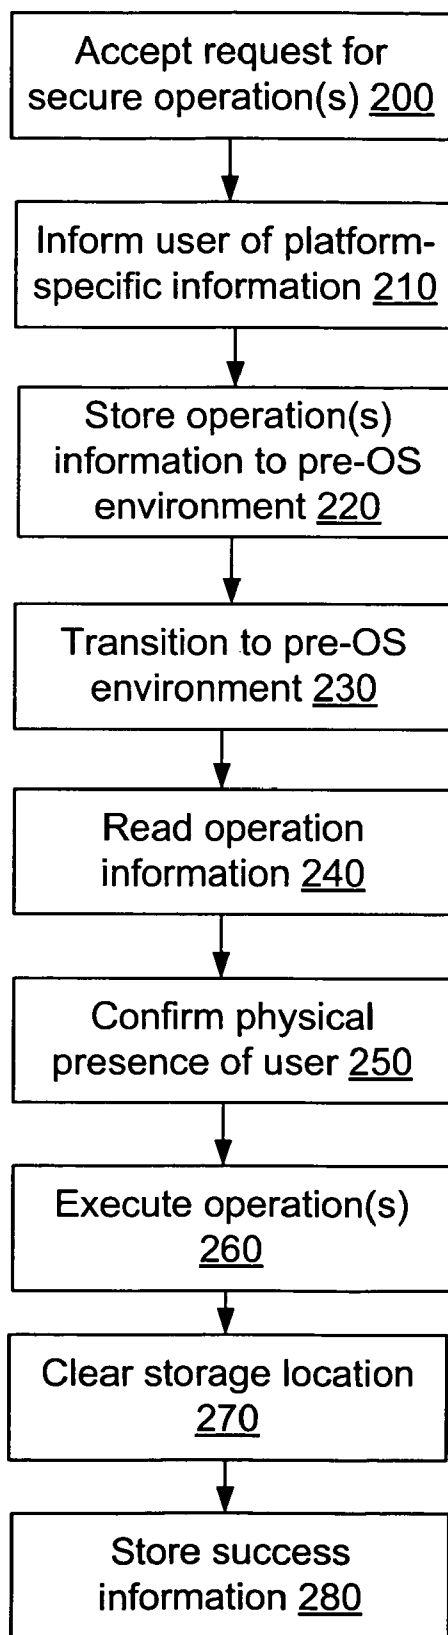 Accept request for
secure operation(s) 200
Inform user of platform-
specific information 210
Store operation(s)
information to pre-OS
environment 220
Transition to pre-OS
environment 230
Read operation
information 240
Confirm physical
presence of user 250
Execute operation(s)
260
Clear storage location
270
Store success
information 280